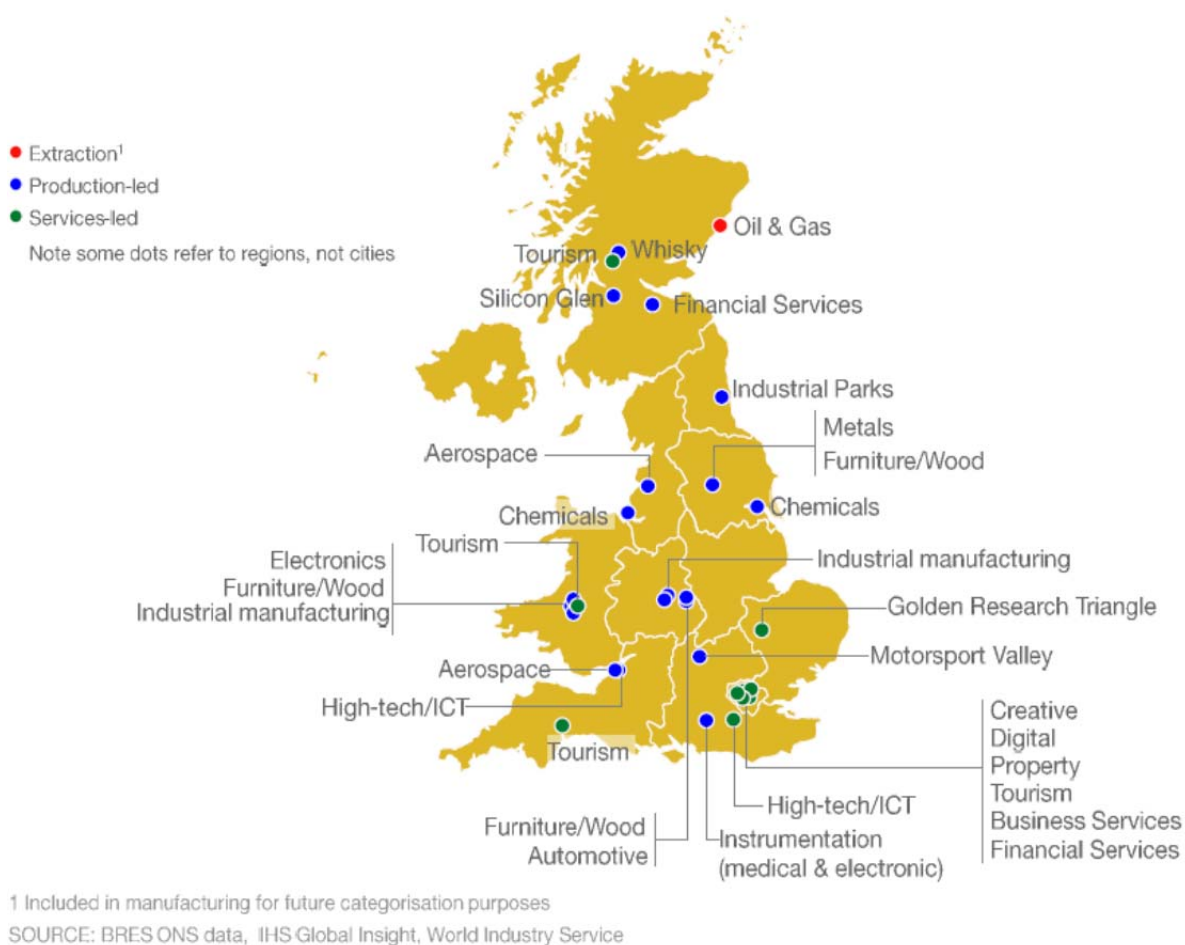 Extraction¹
Production-led
Services-led
Note some dots refer to regions, not cities
Oil & Gas
Tourism
Whisky
Silicon Glen
Financial Services
Industrial Parks
Metals
Furniture/Wood
Aerospace
Chemicals
Chemicals
Tourism
Electronics
Furniture/Wood
Industrial manufacturing
Industrial manufacturing
Golden Research Triangle
Motorsport Valley
Aerospace
High-tech/ICT
Tourism
Creative
Digital
Property
Tourism
Business Services
Financial Services
High-tech/ICT
Furniture/Wood
Automotive
Instrumentation
(medical & electronic)
1 Included in manufacturing for future categorisation purposes
SOURCE: BRES ONS data, IHS Global Insight, World Industry Service